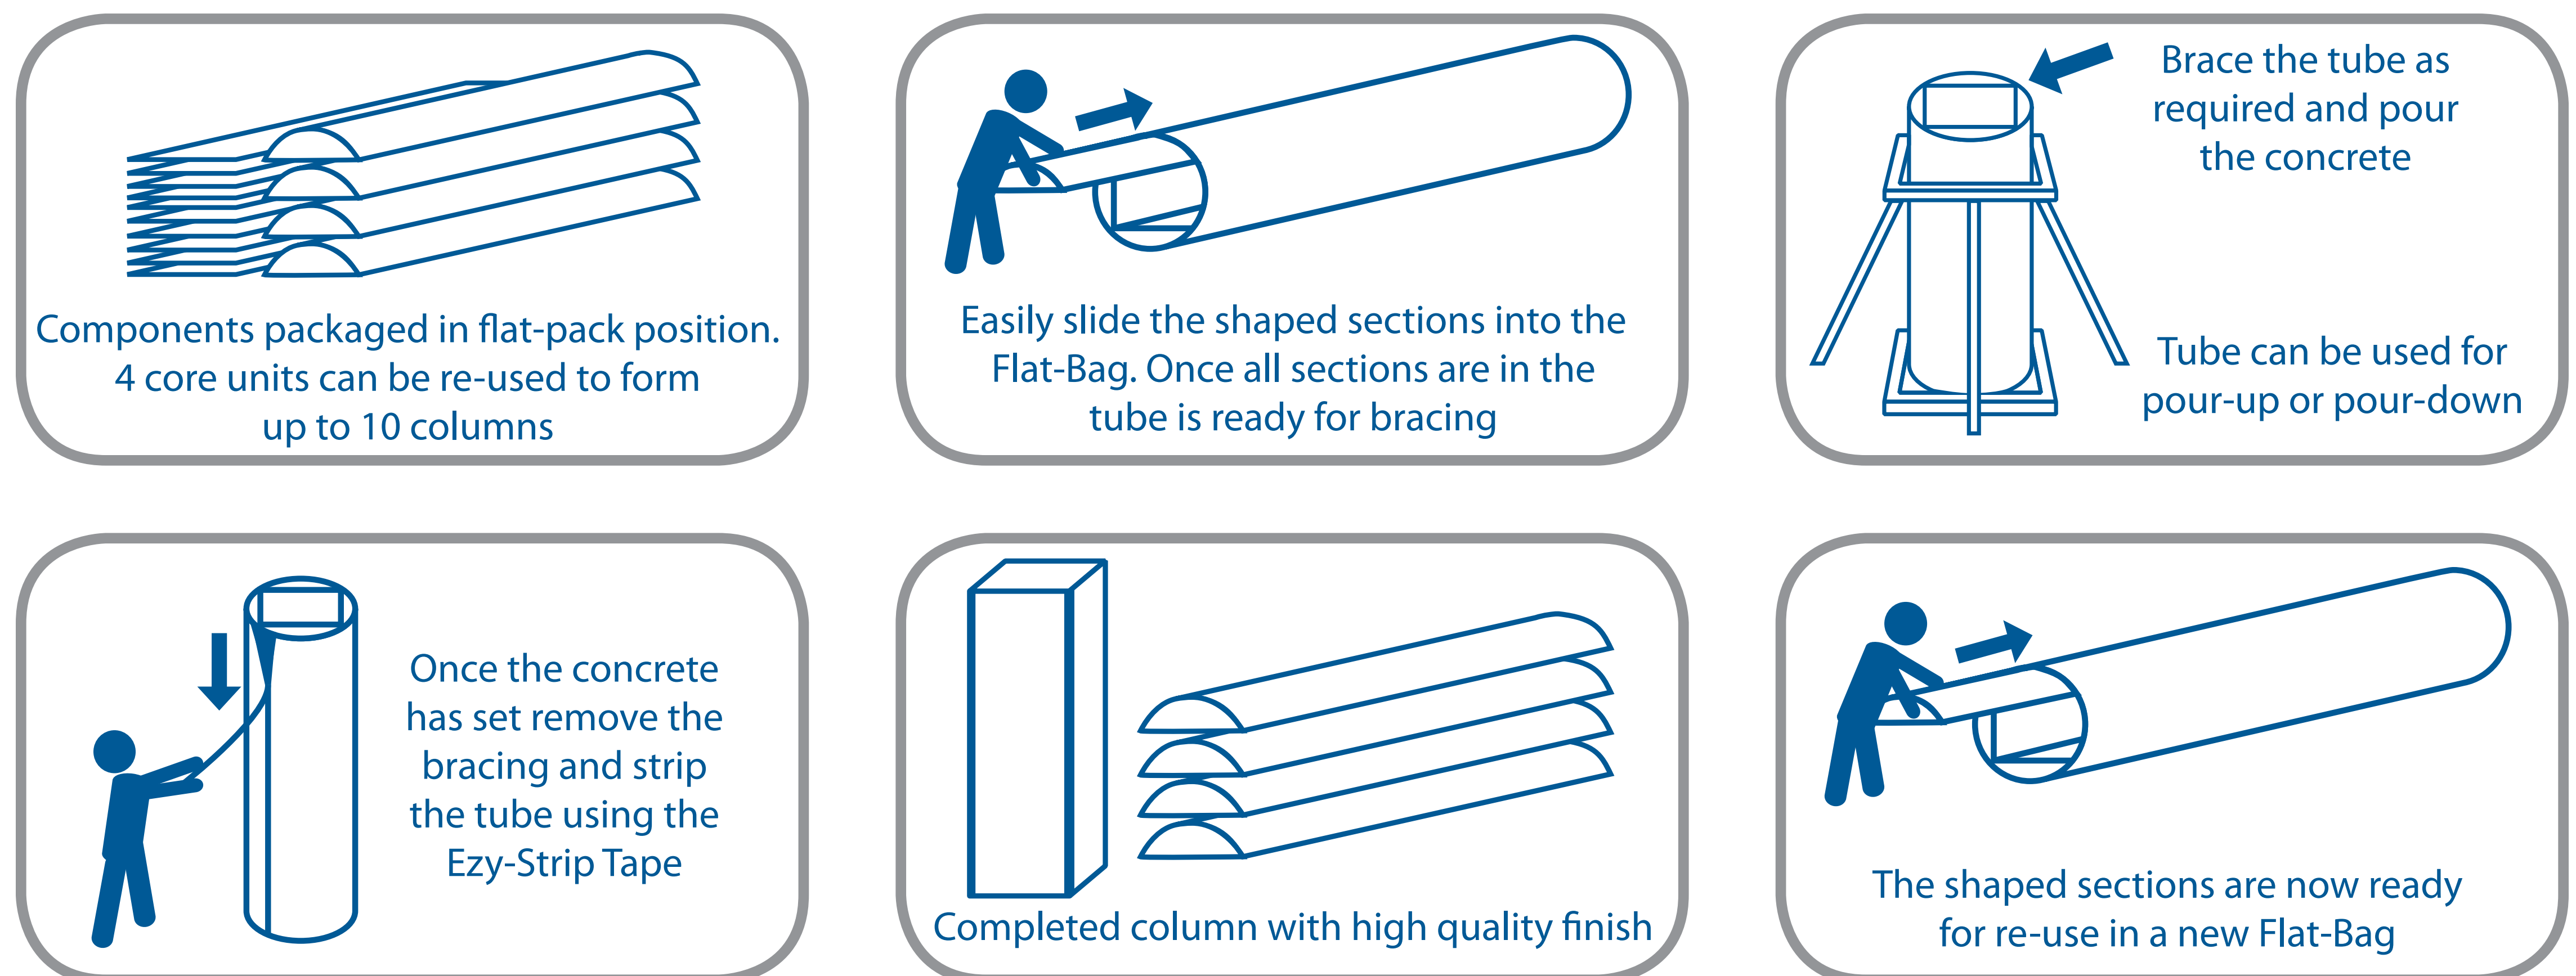 Components packaged in flat-pack position.
4 core units can be re-used to form
up to 10 columns
Easily slide the shaped sections into the
Flat-Bag. Once all sections are in the
tube is ready for bracing
Brace the tube as
required and pour
the concrete
Tube can be used for
pour-up or pour-down
Once the concrete
has set remove the
bracing and strip
the tube using the
Ezy-Strip Tape
Completed column with high quality finish
The shaped sections are now ready
for re-use in a new Flat-Bag